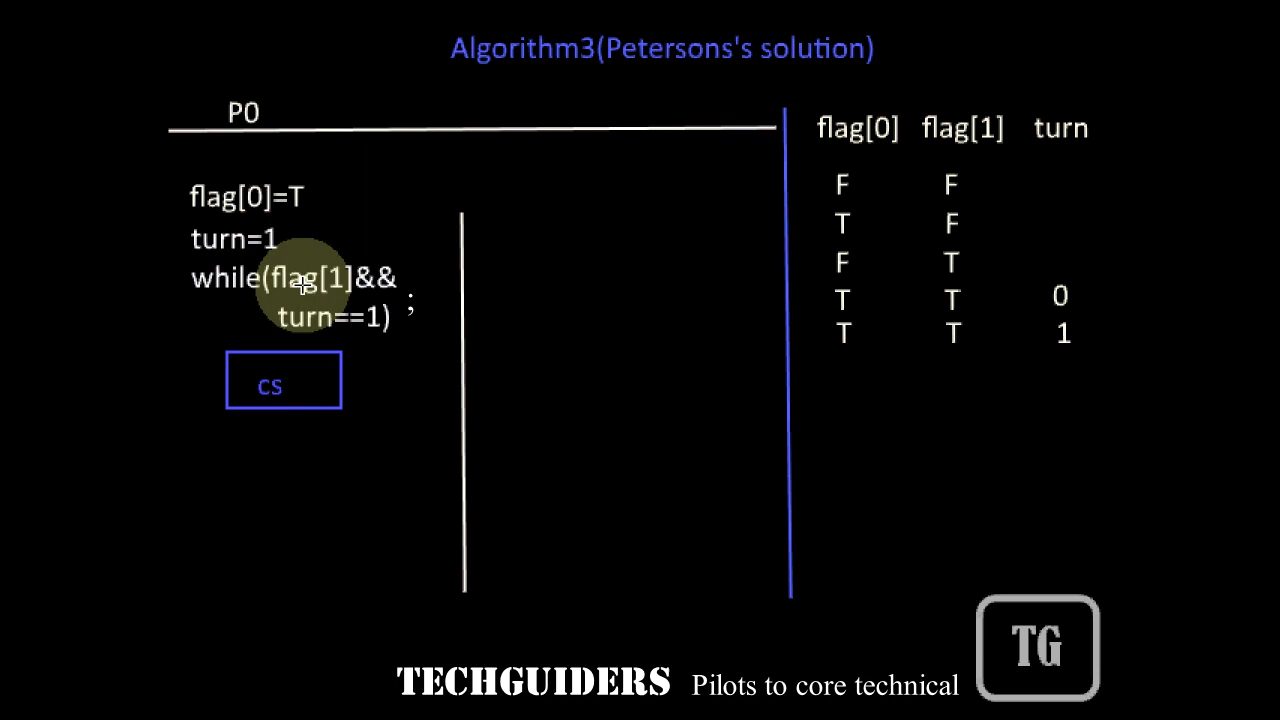 Algorithm3(Petersons's solution)
P0
flag[0]=T
turn=1
while(flag[1]&&
turn==1) ;
cs
flag[0] flag[1] turn
F F
T F
F T
T T 0
T T 1
TG
TECHGUIDERS Pilots to core technical